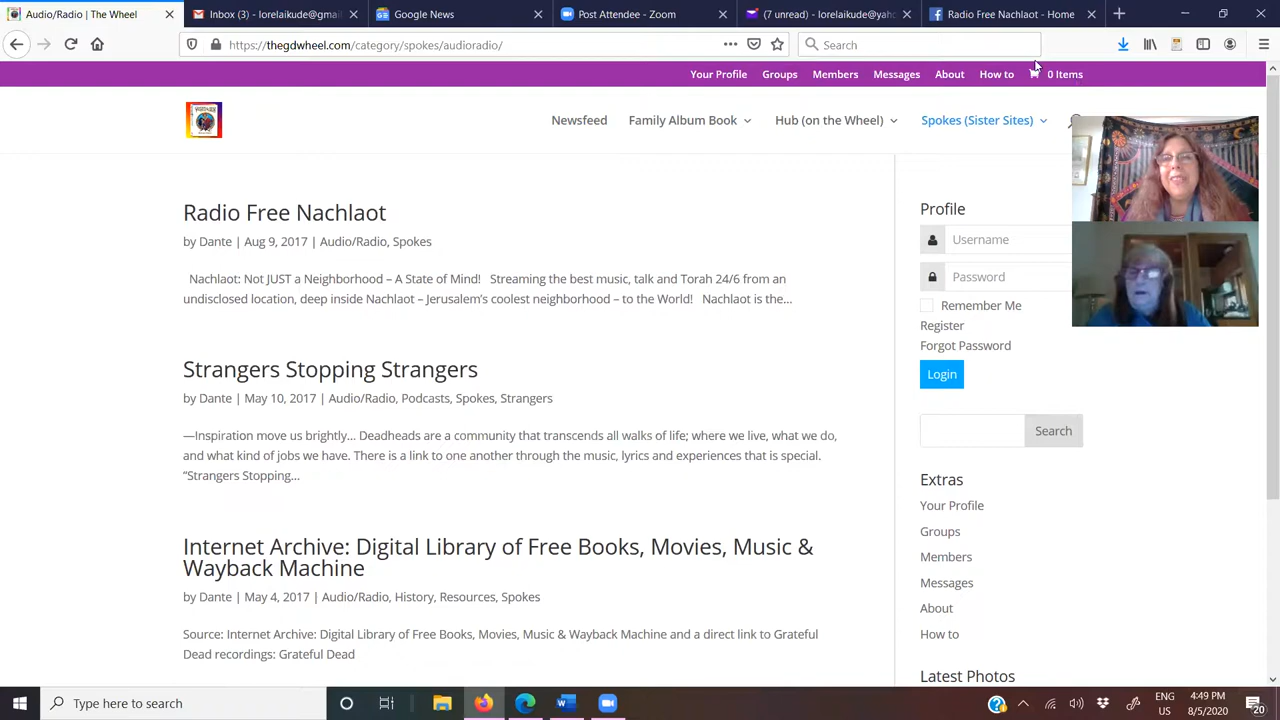 Audio/Radio | The Wheel
Inbox (3) - lorelaikude@gmai
Google News
Post Attendee - Zoom
(7 unread) - lorelaikude@yah
Radio Free Nachlaot - Home
https://thegdwheel.com/category/spokes/audioradio/
Search
Your Profile Groups Members Messages About How to 0 Items
Newsfeed Family Album Book Hub (on the Wheel) Spokes (Sister Sites)
Radio Free Nachlaot
by Dante | Aug 9, 2017 | Audio/Radio, Spokes
Nachlaot: Not JUST a Neighborhood – A State of Mind! Streaming the best music, talk and Torah 24/6 from an
undisclosed location, deep inside Nachlaot – Jerusalem's coolest neighborhood – to the World! Nachlaot is the...
Strangers Stopping Strangers
by Dante | May 10, 2017 | Audio/Radio, Podcasts, Spokes, Strangers
—Inspiration move us brightly... Deadheads are a community that transcends all walks of life; where we live, what we do,
and what kind of jobs we have. There is a link to one another through the music, lyrics and experiences that is special.
“Strangers Stopping...
Internet Archive: Digital Library of Free Books, Movies, Music &
Wayback Machine
by Dante | May 4, 2017 | Audio/Radio, History, Resources, Spokes
Source: Internet Archive: Digital Library of Free Books, Movies, Music & Wayback Machine and a direct link to Grateful
Dead recordings: Grateful Dead
Profile
Username
Password
Remember Me
Register
Forgot Password
Login
Search
Extras
Your Profile
Groups
Members
Messages
About
How to
Latest Photos
Type here to search
ENG
US
4:49 PM
8/5/2020
20